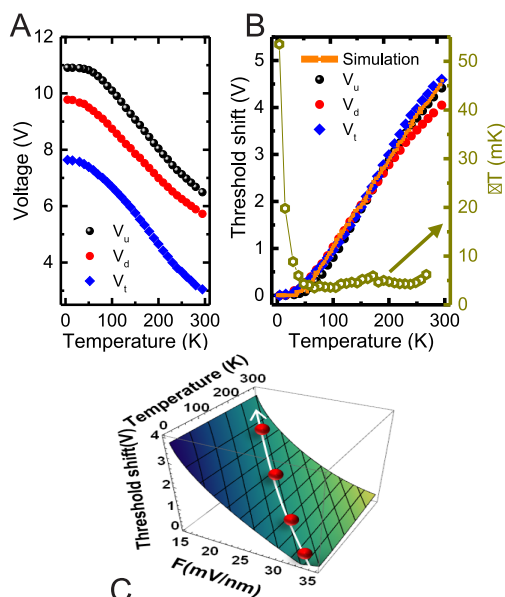 A
12
10
8
6
4
Voltage (V)
V_u
V_d
V_t
0 50 100 150 200 250 300
Temperature (K)
B
5
4
3
2
1
0
Threshold shift (V)
Simulation
V_u
V_d
V_t
50
40
30
20
10
0
T (mK)
0 50 100 150 200 250 300
Temperature (K)
Temperature (K)
0 100 200 300
Threshold shift(V)
4
3
2
1
0
15 20 25 30 35
F(mV/nm)
C